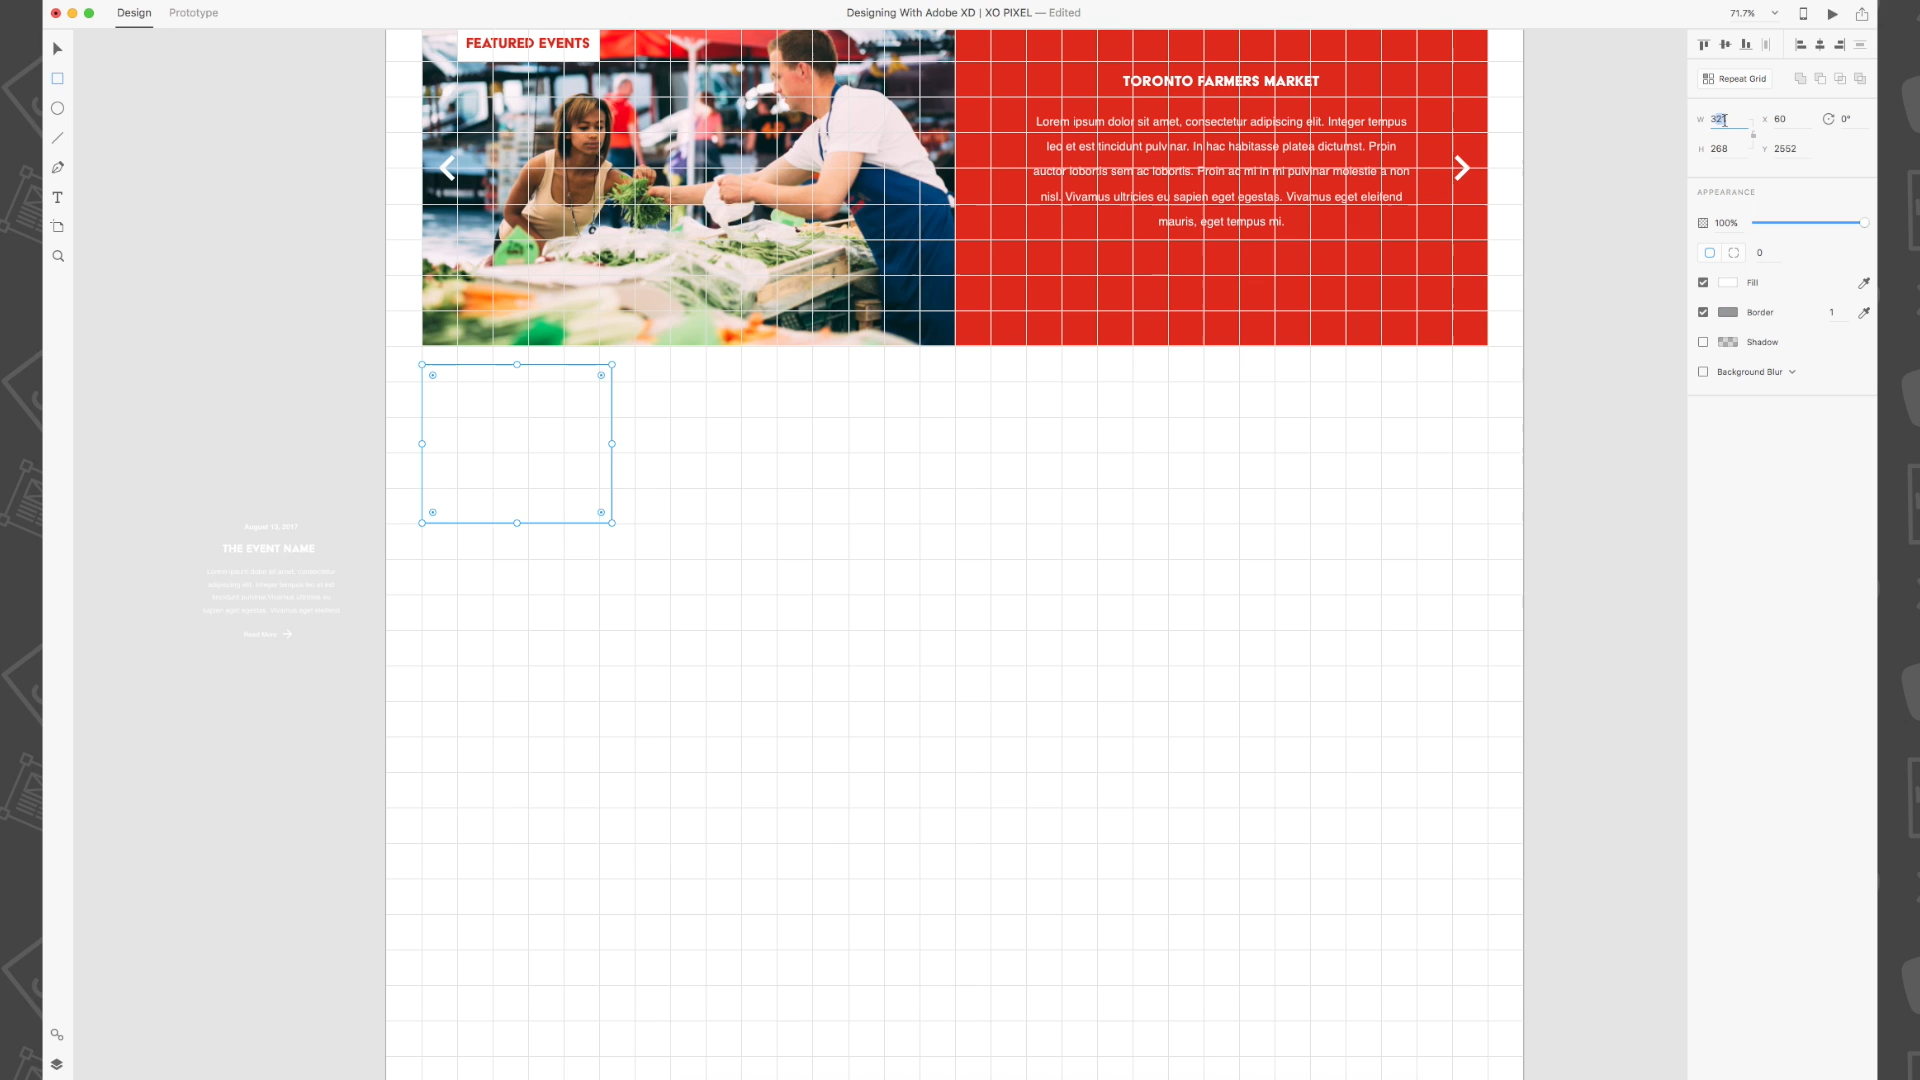 Design Prototype
Designing With Adobe XD | XO PIXEL — Edited
71.7%
FEATURED EVENTS
TORONTO FARMERS MARKET
Lorem ipsum dolor sit amet, consectetur adipiscing elit. Integer tempus
leo et est tincidunt pulvinar. In hac habitasse platea dictumst. Proin
auctor lobortis sem ac lobortis. Proin ac mi in mi pulvinar molestie a non
nisl. Vivamus ultricies eu sapien eget egestas. Vivamus eget eleifend
mauris, eget tempus mi.
August 13, 2017
THE EVENT NAME
Lorem ipsum dolor sit amet, consectetur
adipiscing elit. Integer tempus leo et est
tincidunt pulvinar. Vivamus ultricies eu
sapien eget egestas. Vivamus eget eleifend
Read More
Repeat Grid
W X 60 0°
H 268 Y 2552
APPEARANCE
100%
0
Fill
Border 1
Shadow
Background Blur